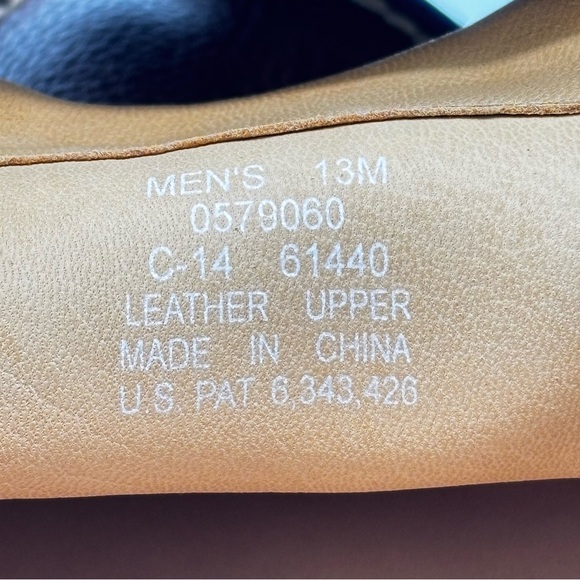 MEN'S 13M
0579060
C-14 61440
LEATHER UPPER
MADE IN CHINA
U.S. PAT 6,343,426